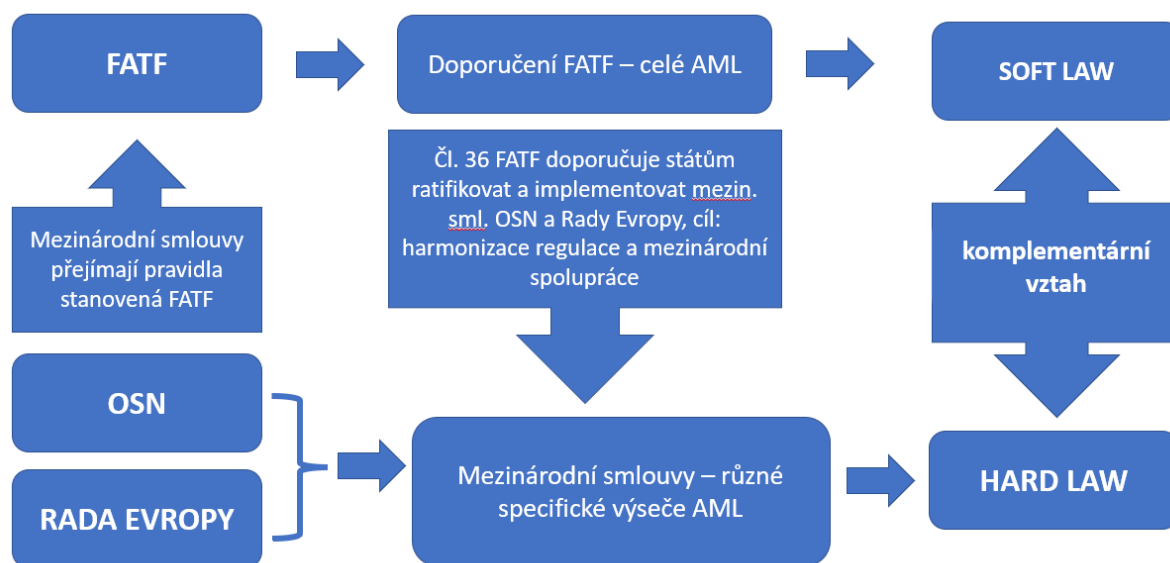 FATF
Doporučení FATF – celé AML
SOFT LAW
Čl. 36 FATF doporučuje státům
ratifikovat a implementovat mezin.
sml. OSN a Rady Evropy, cíl:
harmonizace regulace a mezinárodní
spolupráce
Mezinárodní smlouvy
přejímají pravidla
stanovená FATF
komplementární
vztah
OSN
RADA EVROPY
Mezinárodní smlouvy – různé
specifické výseče AML
HARD LAW